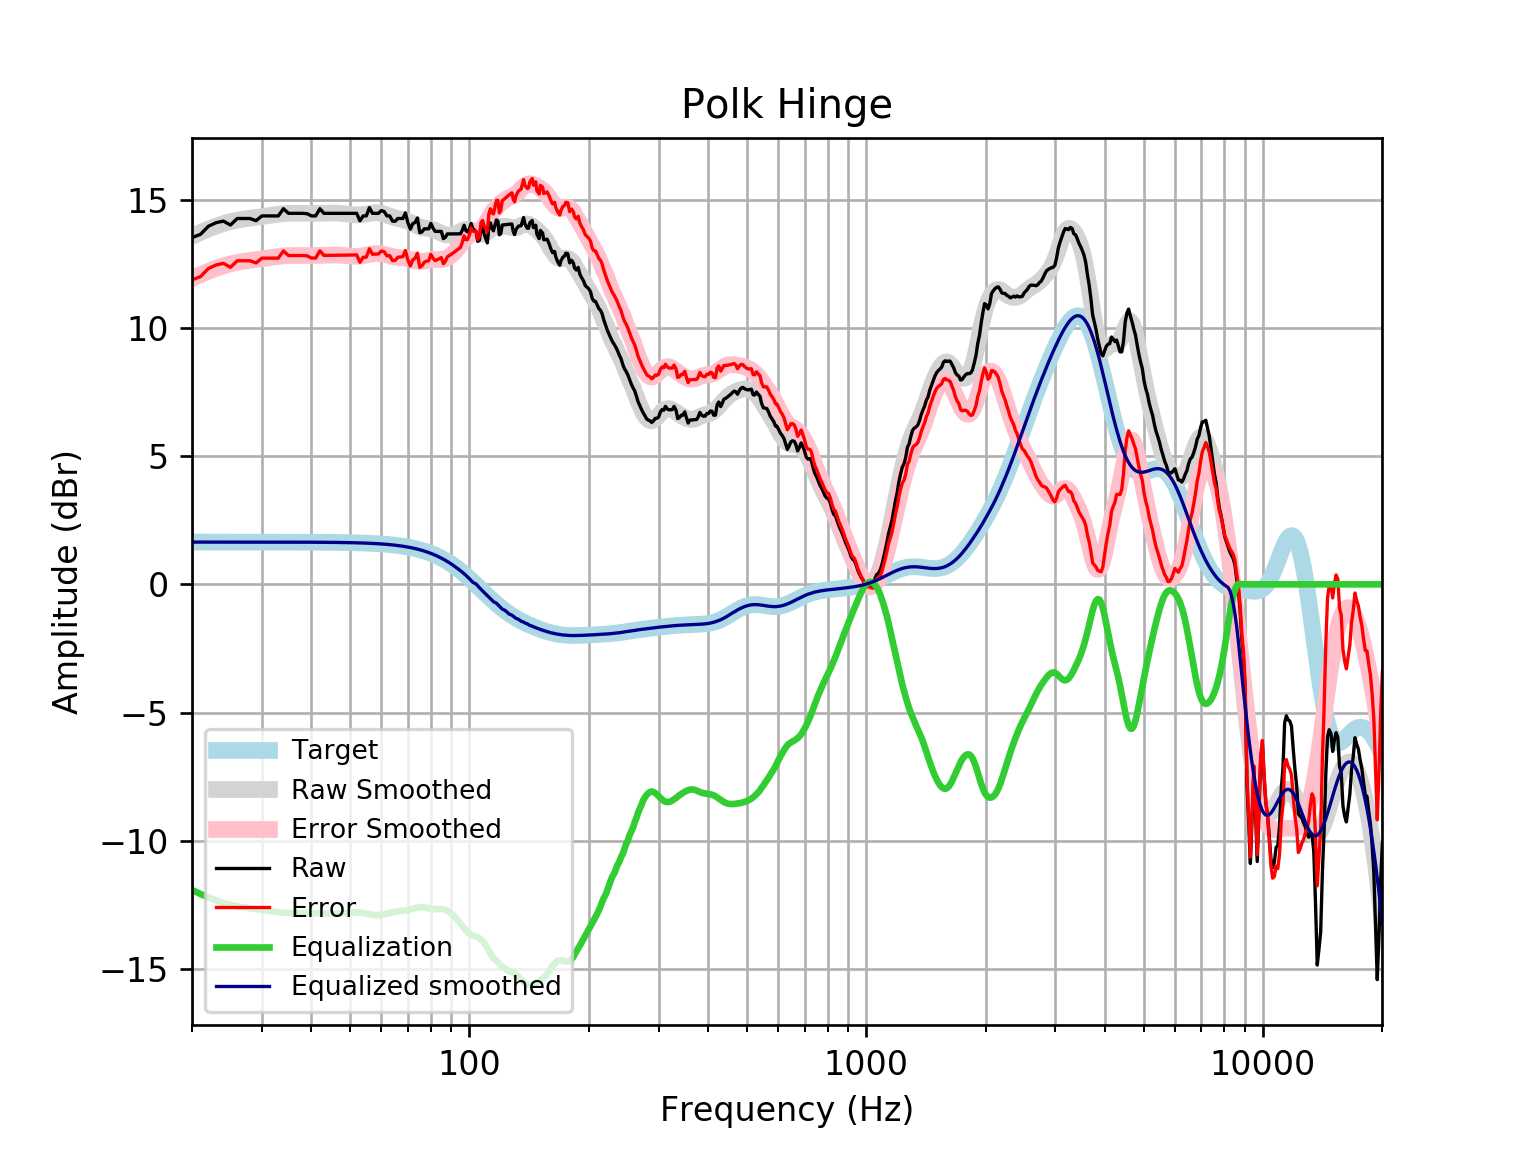 Polk Hinge
15
10
5
0
−5
−10
−15
Amplitude (dBr)
Target
Raw Smoothed
Error Smoothed
Raw
Error
Equalization
Equalized smoothed
100 1000 10000
Frequency (Hz)